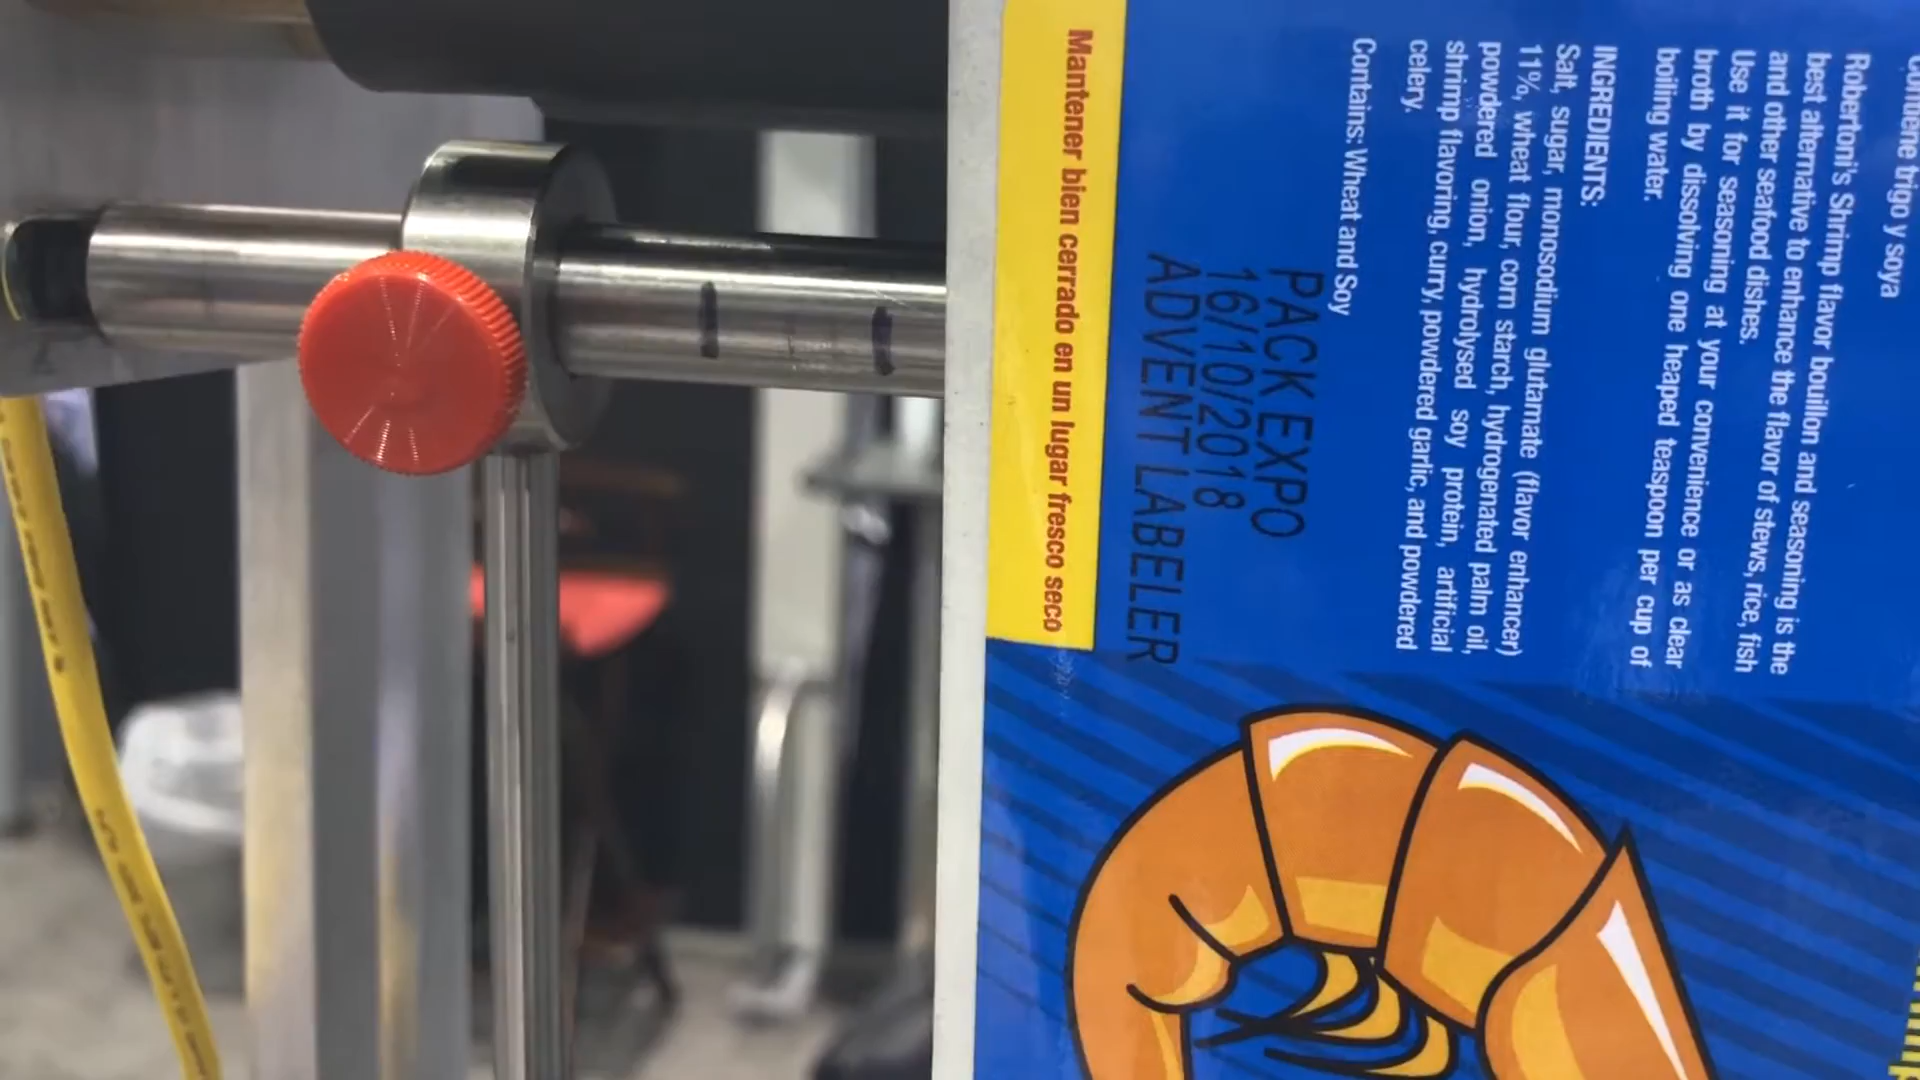 Contiene trigo y soya
Robertoni's Shrimp flavor bouillon and seasoning is the
best alternative to enhance the flavor of stews, rice, fish
and other seafood dishes.
Use it for seasoning at your convenience or as clear
broth by dissolving one heaped teaspoon per cup of
boiling water.
INGREDIENTS:
Salt, sugar, monosodium glutamate (flavor enhancer)
11%, wheat flour, corn starch, hydrogenated palm oil,
powdered onion, hydrolysed soy protein, artificial
shrimp flavoring, curry, powdered garlic, and powdered
celery.
Contains: Wheat and Soy
PACK EXPO
16/10/2018
ADVENT LABELER
Mantener bien cerrado en un lugar fresco seco